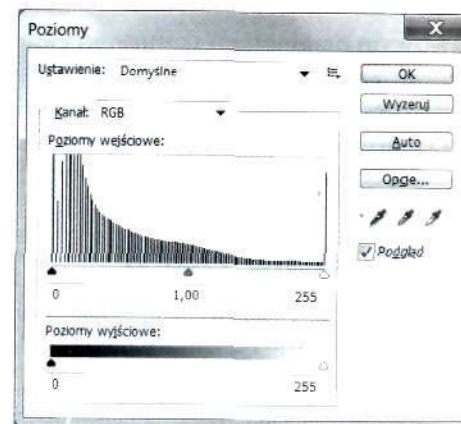 Poziomy
X
Ustawienie: Domyślne
OK
Kanał: RGB
Wyzeruj
Poziomy wejściowe:
Auto
Opcje...
Podgląd
0 1,00 255
Poziomy wyjściowe:
0 255